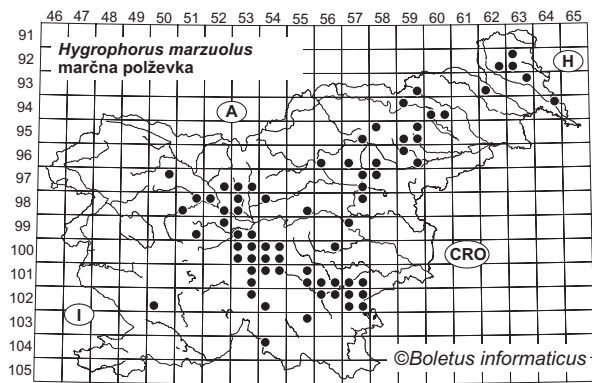 46 47 48 49 50 51 52 53 54 55 56 57 58 59 60 61 62 63 64 65
91
Hygrophorus marzuolus
marčna polževka
92
H
93
94
A
95
96
97
98
99
100
CRO
101
102
I
103
104
©Boletus informaticus
105